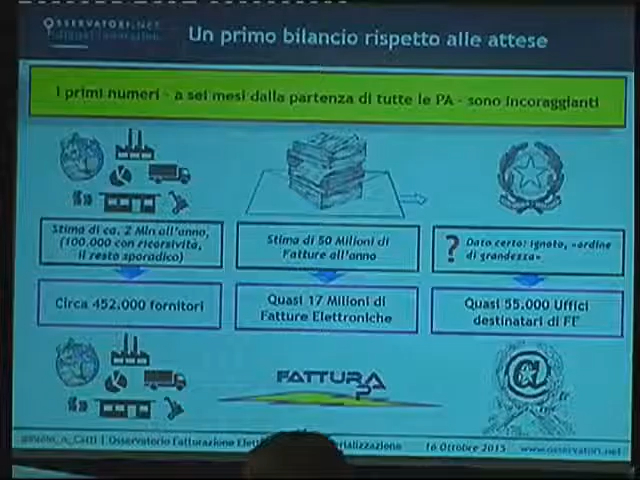 OSSERVATORI.NET
Un primo bilancio rispetto alle attese
I primi numeri - a sei mesi dalla partenza di tutte le PA - sono incoraggianti
Stima di ca. 2 Mln all'anno,
(100.000 con ricorsività,
il resto sporadico)
Stima di 50 Milioni di
Fatture all'anno
? Dato certo: ignoto, «ordine
di grandezza»
Circa 452.000 fornitori
Quasi 17 Milioni di
Fatture Elettroniche
Quasi 55.000 Uffici
destinatari di FE
FATTURA
PA
@
| Osservatorio Fatturazione 16 Ottobre 2015 www.osservatori.net